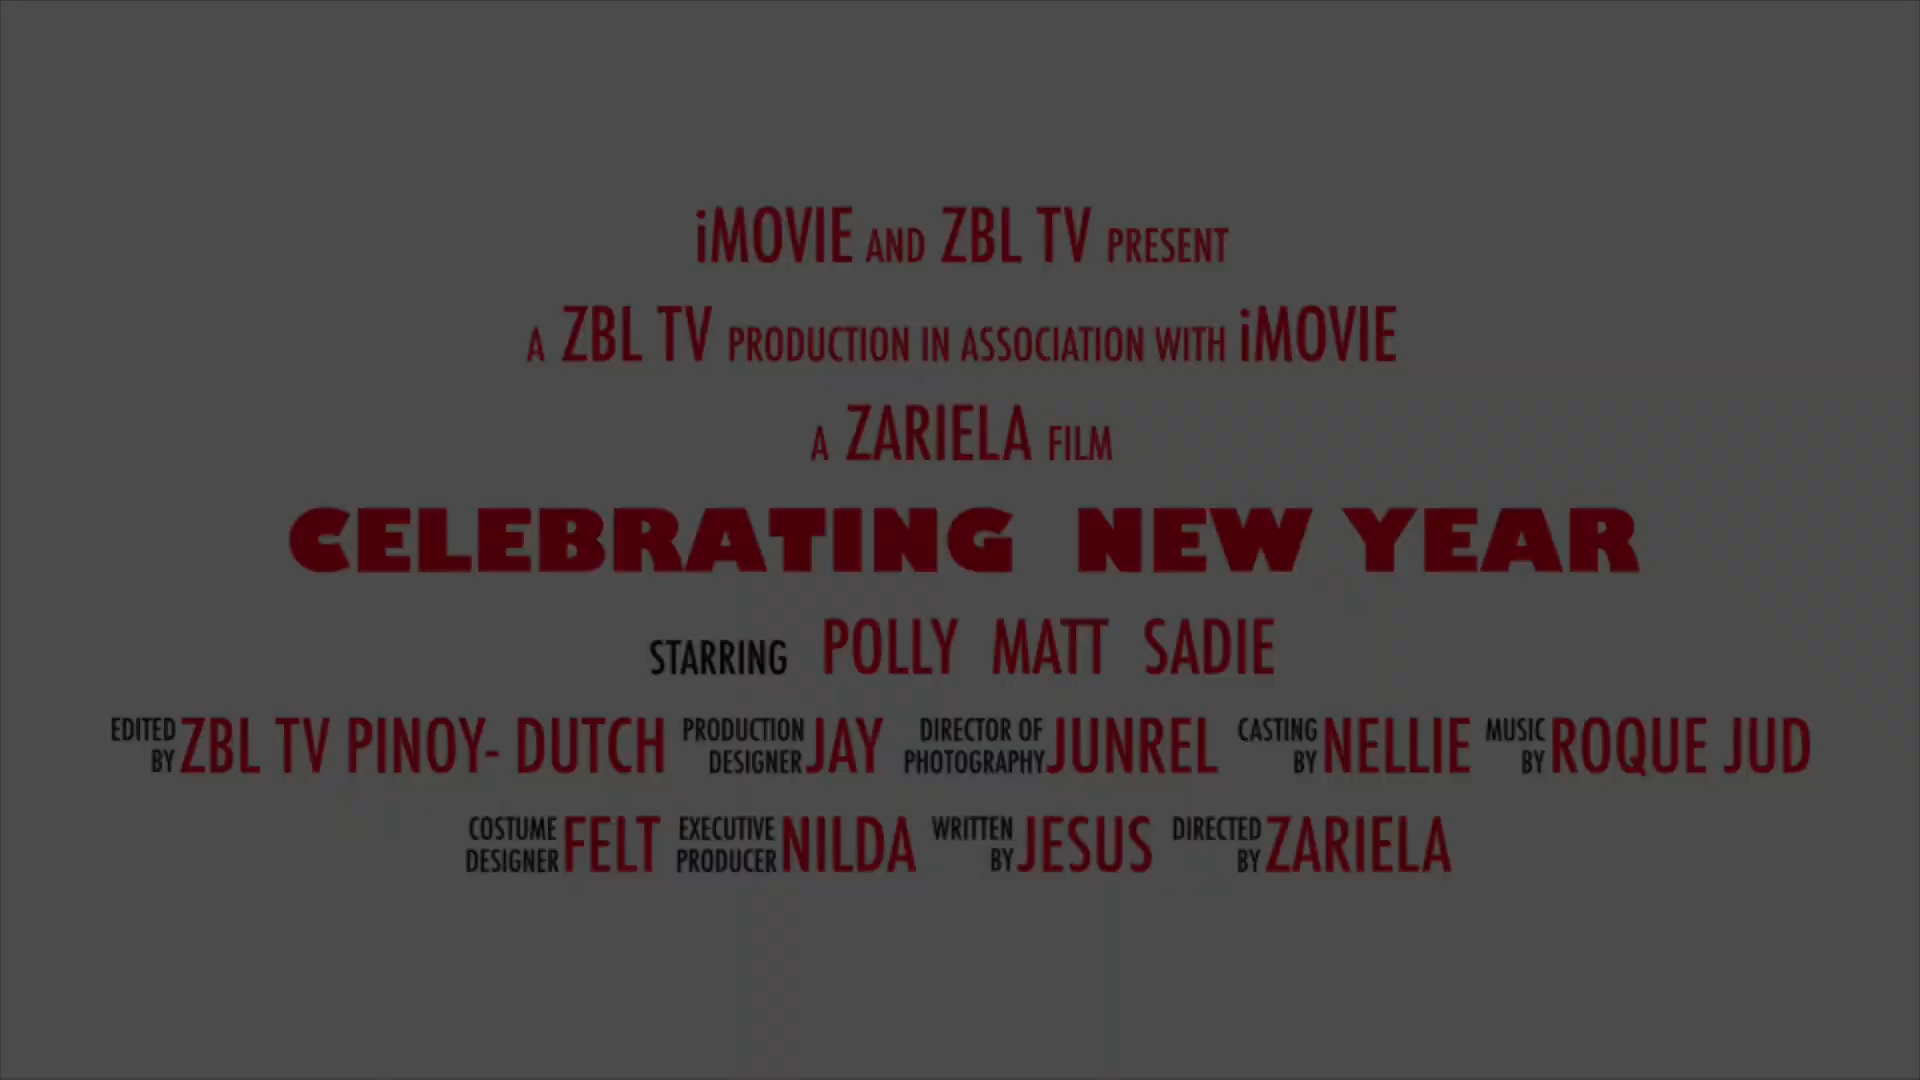 iMOVIE AND ZBL TV PRESENT
A ZBL TV PRODUCTION IN ASSOCIATION WITH iMOVIE
A ZARIELA FILM
CELEBRATING NEW YEAR
STARRING POLLY MATT SADIE
EDITED BY ZBL TV PINOY- DUTCH PRODUCTION DESIGNER JAY DIRECTOR OF PHOTOGRAPHY JUNREL CASTING BY NELLIE MUSIC BY ROQUE JUD
COSTUME DESIGNER FELT EXECUTIVE PRODUCER NILDA WRITTEN BY JESUS DIRECTED BY ZARIELA